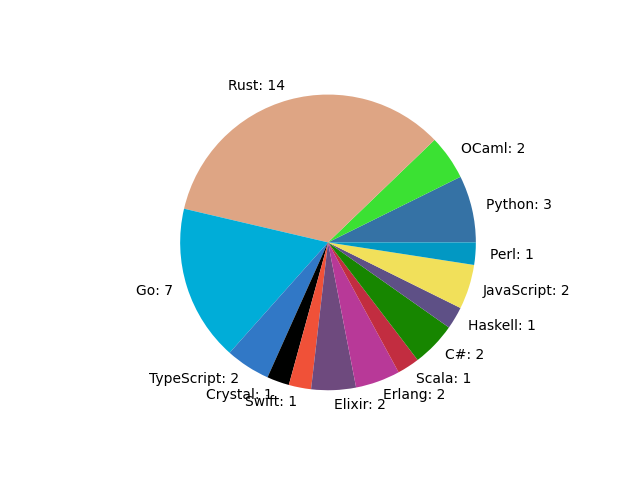 Rust: 14
OCaml: 2
Python: 3
Perl: 1
Go: 7
JavaScript: 2
Haskell: 1
C#: 2
TypeScript: 2
Scala: 1
Crystal: 1
Erlang: 2
Swift: 1
Elixir: 2